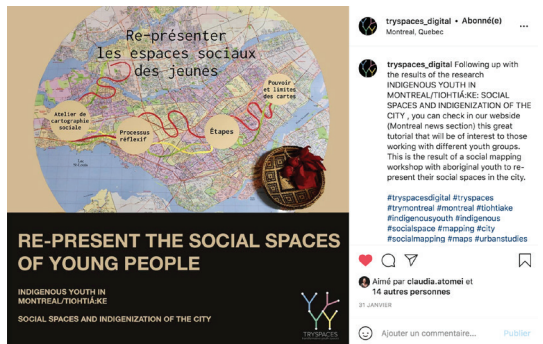 Re-présenter
les espaces sociaux
des jeunes
Pouvoir
et limites
des cartes
Atelier de
cartographie
sociale
Processus
réflexif
Étapes
RE-PRESENT THE SOCIAL SPACES
OF YOUNG PEOPLE
INDIGENOUS YOUTH IN
MONTREAL/TIOHTIÁ:KE
SOCIAL SPACES AND INDIGENIZATION OF THE CITY
TRYSPACES
tryspaces_digital • Abonné(e)
Montreal, Quebec
tryspaces_digital Following up with
the results of the research
INDIGENOUS YOUTH IN
MONTREAL/TIOHTIÁ:KE: SOCIAL
SPACES AND INDIGENIZATION OF THE
CITY , you can check in our webside
(Montreal news section) this great
tutorial that will be of interest to those
working with different youth groups.
This is the result of a social mapping
workshop with aboriginal youth to re-
present their social spaces in the city.
#tryspacesdigital #tryspaces
#trymontreal #montreal #tiohtiake
#indigenousyouth #indigenous
#socialspace #mapping #city
#socialmapping #maps #urbanstudies
Aimé par claudia.atomei et
14 autres personnes
31 JANVIER
Ajouter un commentaire... Publier